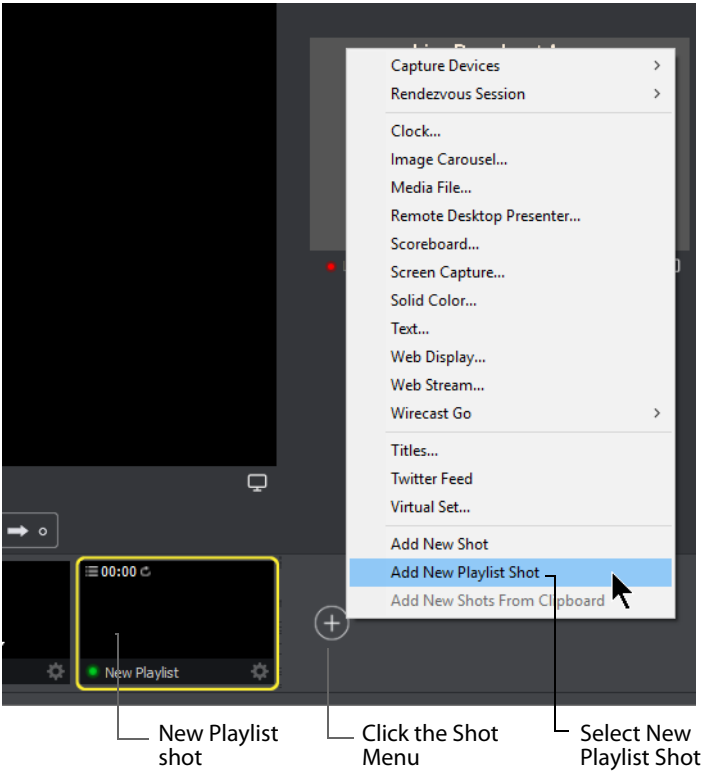 Capture Devices
Rendezvous Session
Clock...
Image Carousel...
Media File...
Remote Desktop Presenter...
Scoreboard...
Screen Capture...
Solid Color...
Text...
Web Display...
Web Stream...
Wirecast Go
Titles...
Twitter Feed
Virtual Set...
Add New Shot
Add New Playlist Shot
Add New Shots From Clipboard
00:00
New Playlist
New Playlist
shot
Click the Shot
Menu
Select New
Playlist Shot